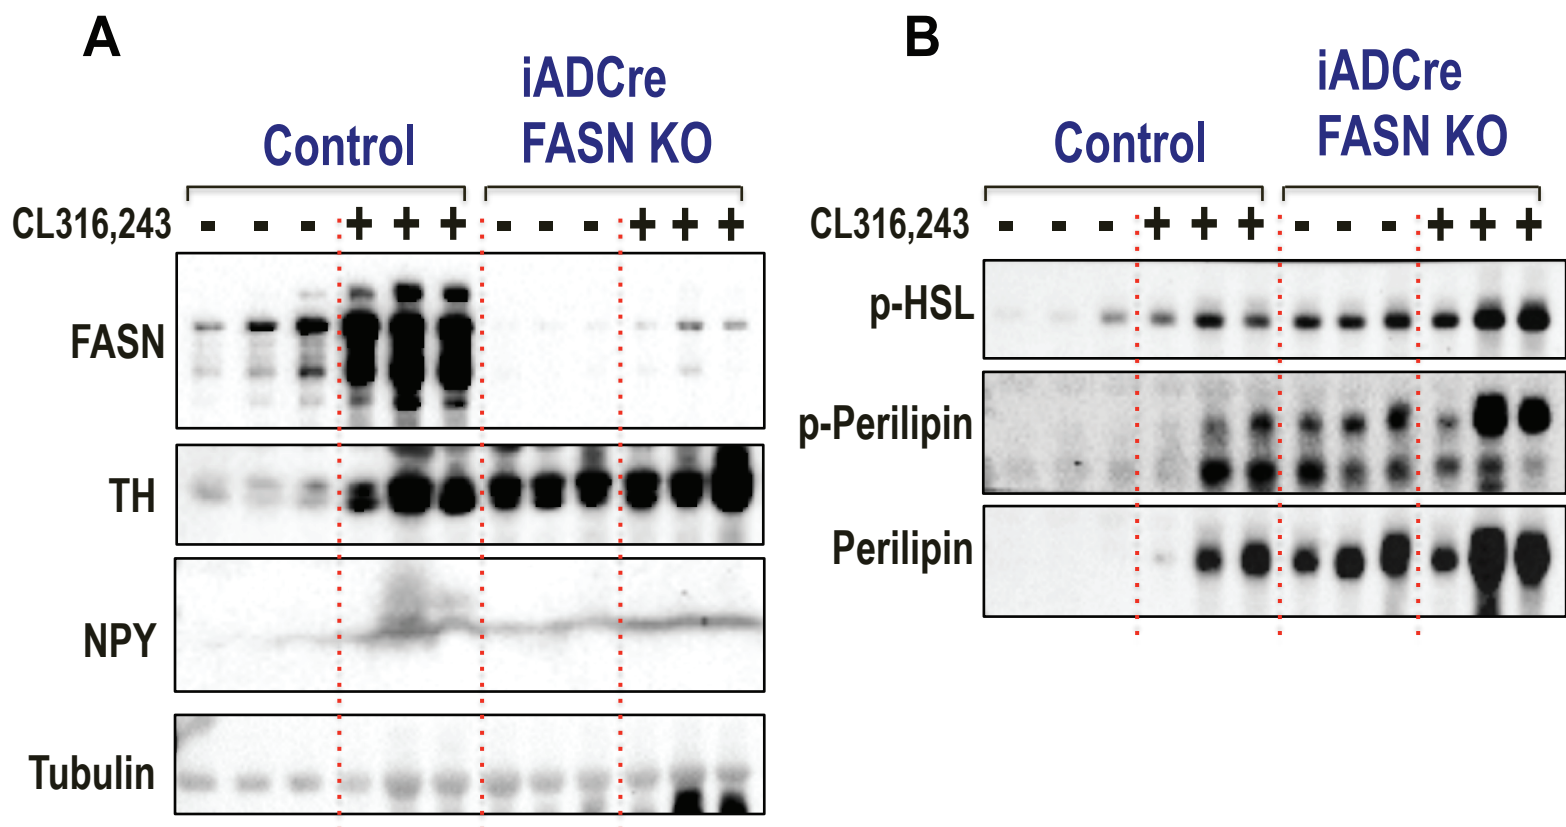 A
iADCre
FASN KO
Control
CL316,243 - - - + + + - - - + + +
FASN
TH
NPY
Tubulin
B
iADCre
FASN KO
Control
CL316,243 - - - + + + - - - + + +
p-HSL
p-Perilipin
Perilipin